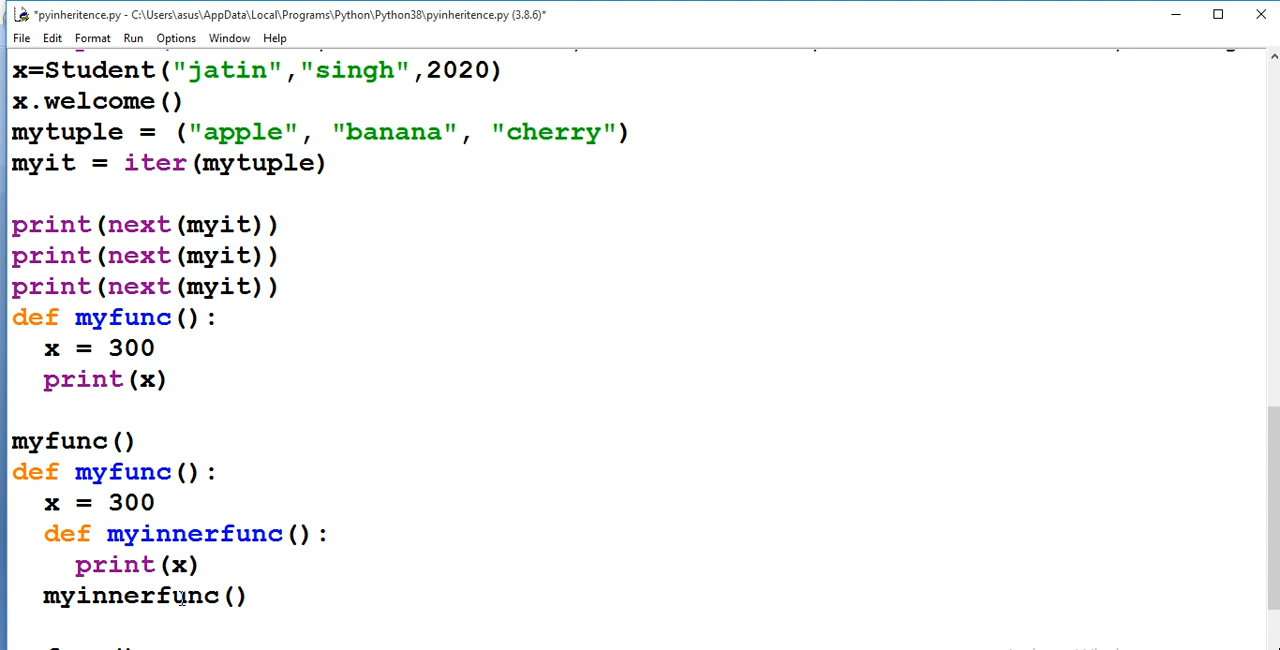 *pyinheritence.py - C:\Users\asus\AppData\Local\Programs\Python\Python38\pyinheritence.py (3.8.6)*
File Edit Format Run Options Window Help
x=Student("jatin","singh",2020)
x.welcome()
mytuple = ("apple", "banana", "cherry")
myit = iter(mytuple)
print(next(myit))
print(next(myit))
print(next(myit))
def myfunc():
  x = 300
  print(x)
myfunc()
def myfunc():
  x = 300
  def myinnerfunc():
    print(x)
  myinnerfunc()